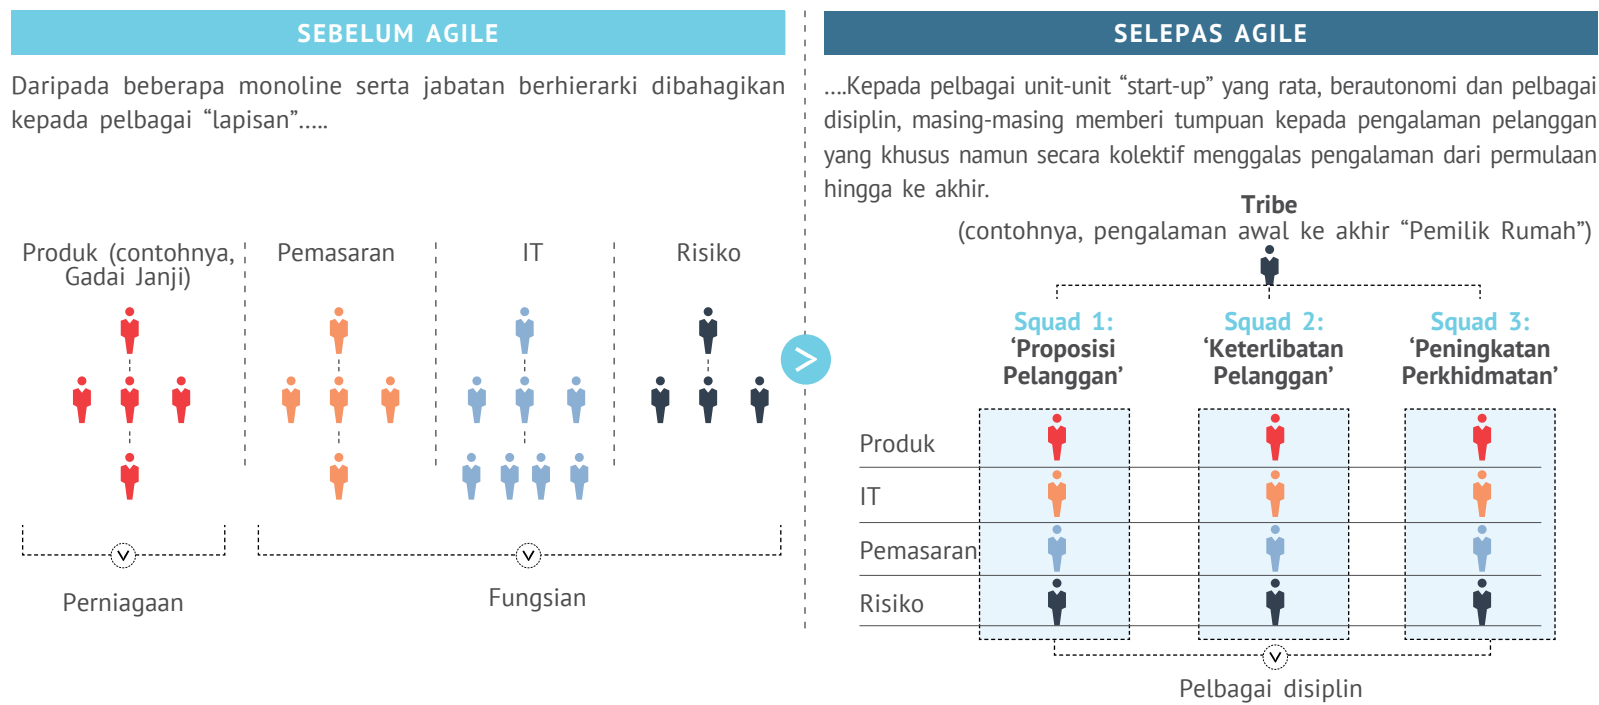 SEBELUM AGILE
Daripada beberapa monoline serta jabatan berhierarki dibahagikan
kepada pelbagai “lapisan”.....
Produk (contohnya,
Gadai Janji)
Pemasaran
IT
Risiko
Perniagaan
Fungsian
>
SELEPAS AGILE
....Kepada pelbagai unit-unit “start-up” yang rata, berautonomi dan pelbagai
disiplin, masing-masing memberi tumpuan kepada pengalaman pelanggan
yang khusus namun secara kolektif menggalas pengalaman dari permulaan
hingga ke akhir.
Tribe
(contohnya, pengalaman awal ke akhir “Pemilik Rumah”)
Squad 1:
‘Proposisi
Pelanggan’
Squad 2:
‘Keterlibatan
Pelanggan’
Squad 3:
‘Peningkatan
Perkhidmatan’
Produk
IT
Pemasaran
Risiko
Pelbagai disiplin